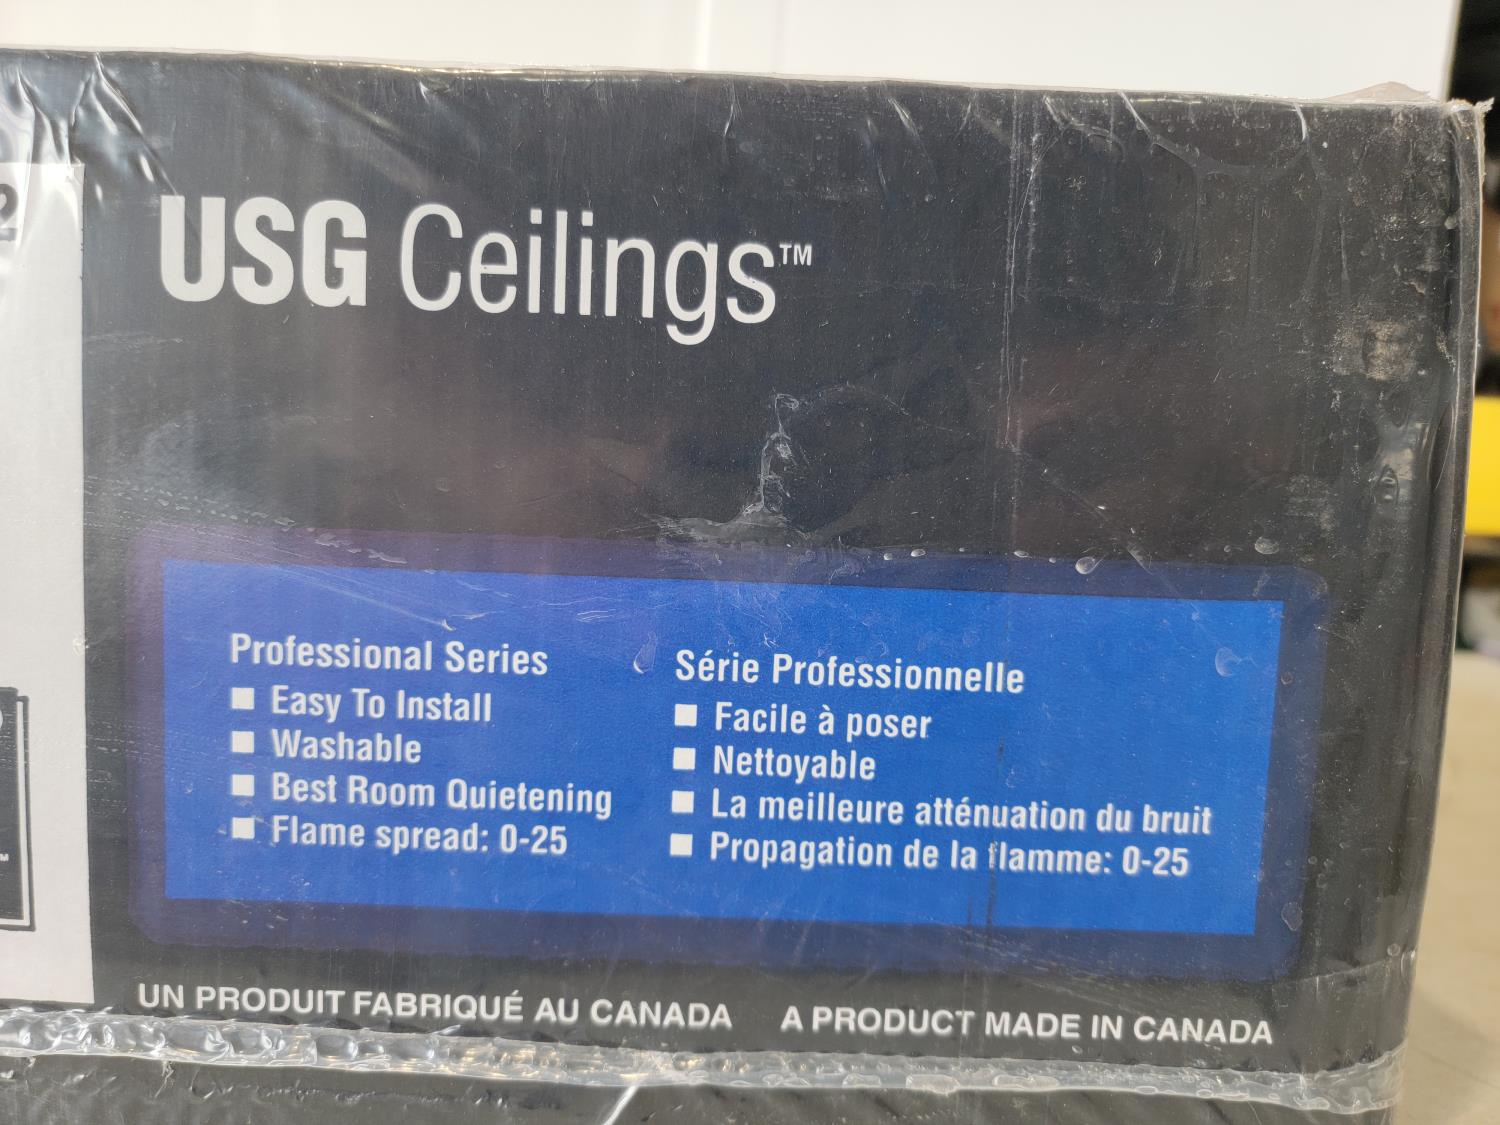 2
USG Ceilings™
Professional Series
■ Easy To Install
■ Washable
■ Best Room Quietening
■ Flame spread: 0-25
Série Professionnelle
■ Facile à poser
■ Nettoyable
■ La meilleure atténuation du bruit
■ Propagation de la flamme: 0-25
™
UN PRODUIT FABRIQUÉ AU CANADA
A PRODUCT MADE IN CANADA